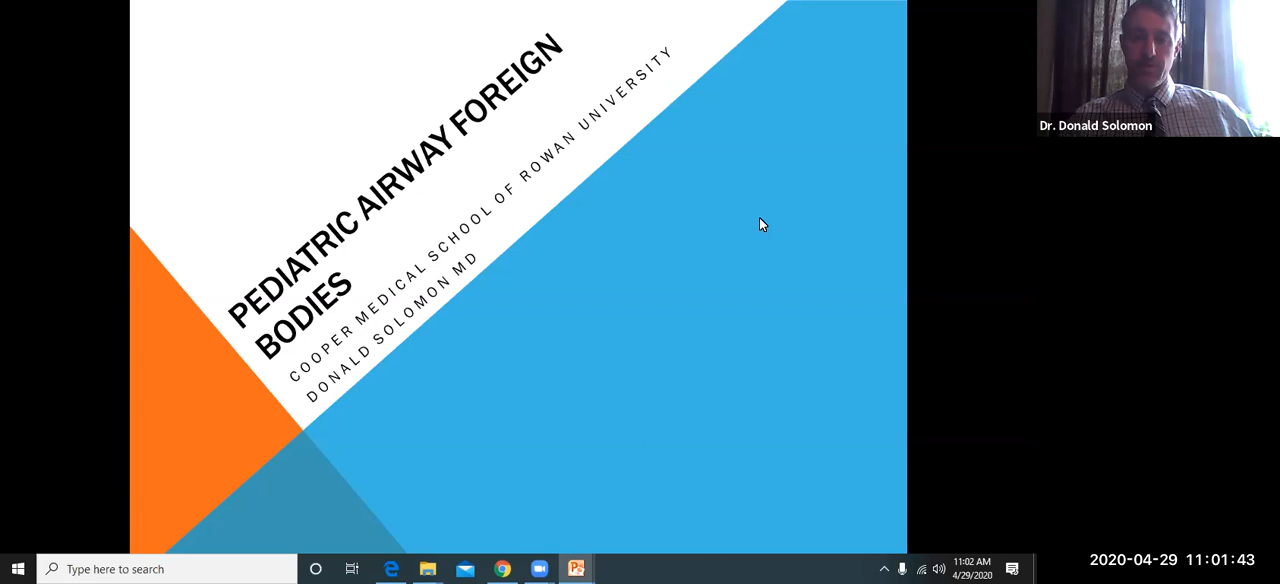 PEDIATRIC AIRWAY FOREIGN
BODIES
COOPER MEDICAL SCHOOL OF ROWAN UNIVERSITY
DONALD SOLOMON MD
Dr. Donald Solomon
Type here to search
11:02 AM
4/29/2020
2020-04-29 11:01:43